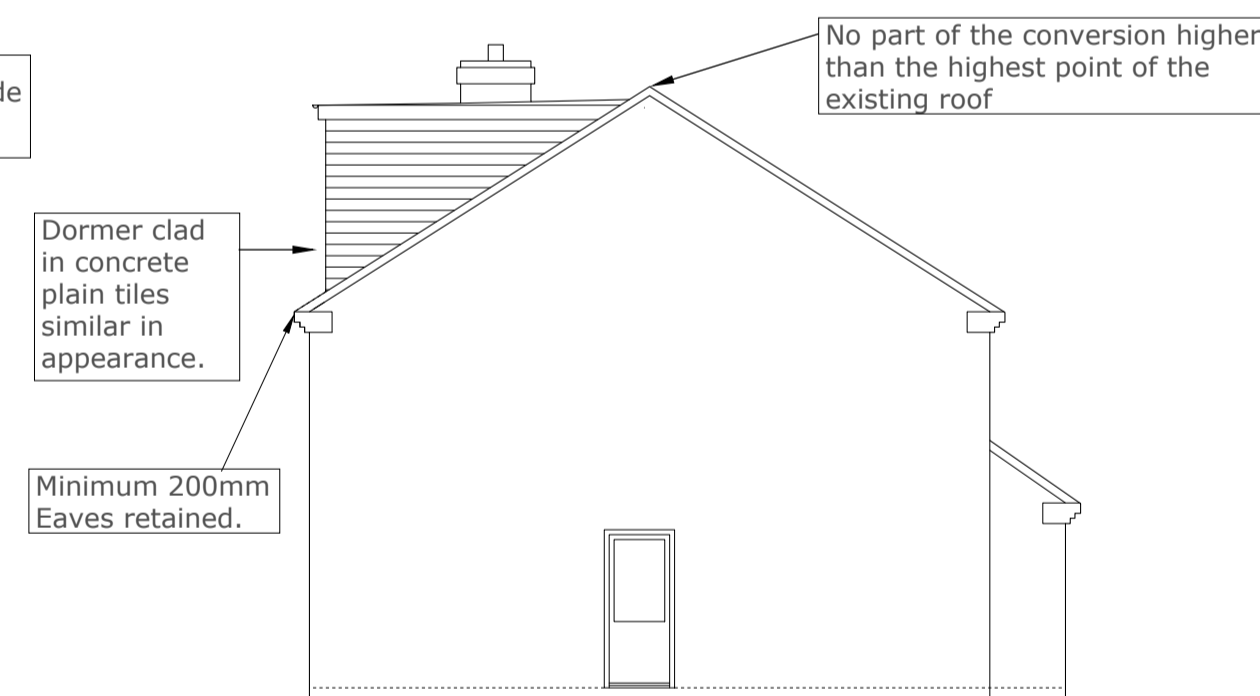 No part of the conversion higher
than the highest point of the
existing roof
Dormer clad
in concrete
plain tiles
similar in
appearance.
Minimum 200mm
Eaves retained.